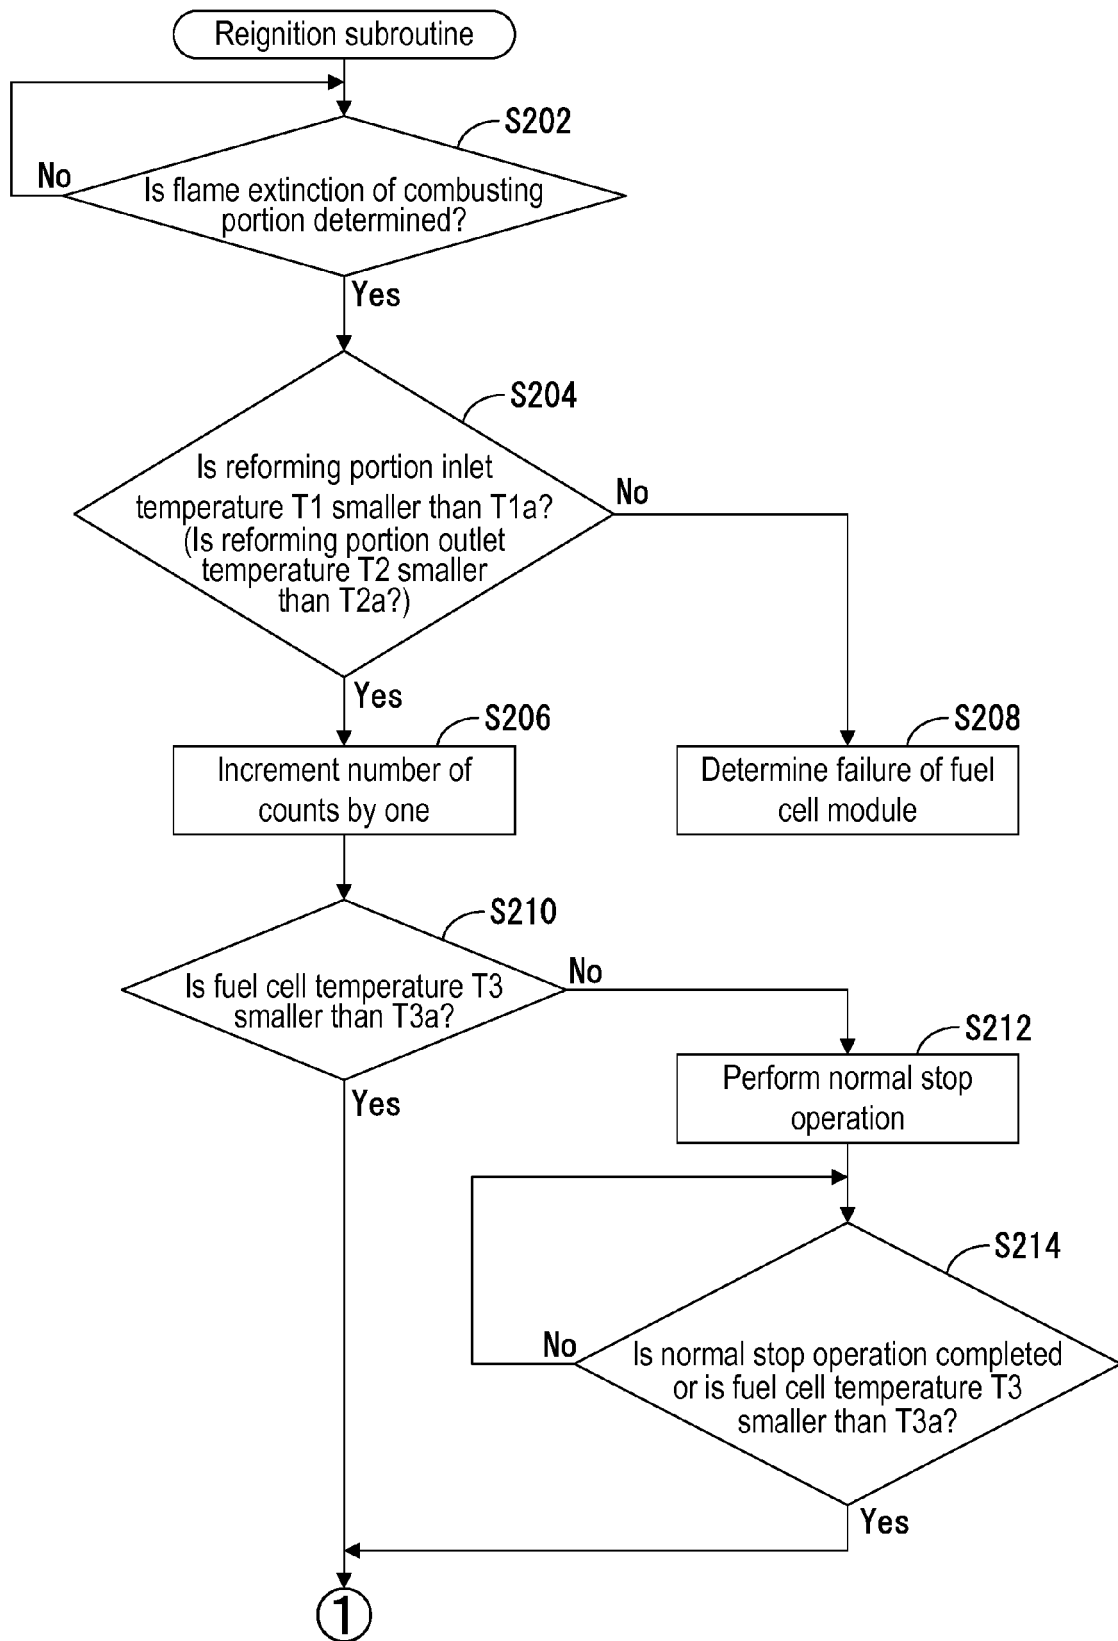 Reignition subroutine
S202
No
Is flame extinction of combusting
portion determined?
Yes
S204
Is reforming portion inlet
temperature T1 smaller than T1a?
(Is reforming portion outlet
temperature T2 smaller
than T2a?)
No
Yes
S206
Increment number of
counts by one
S208
Determine failure of fuel
cell module
S210
Is fuel cell temperature T3
smaller than T3a?
No
Yes
S212
Perform normal stop
operation
S214
No
Is normal stop operation completed
or is fuel cell temperature T3
smaller than T3a?
Yes
1